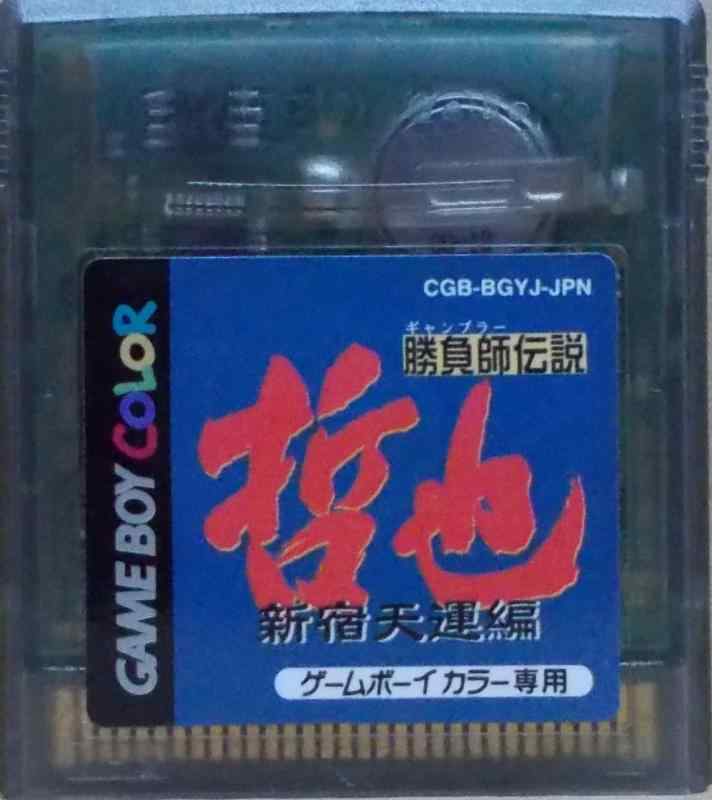 CGB-BGYJ-JPN
ギャンブラー
勝負師伝説
哲也
新宿天運編
ゲームボーイカラー専用
GAME BOY COLOR